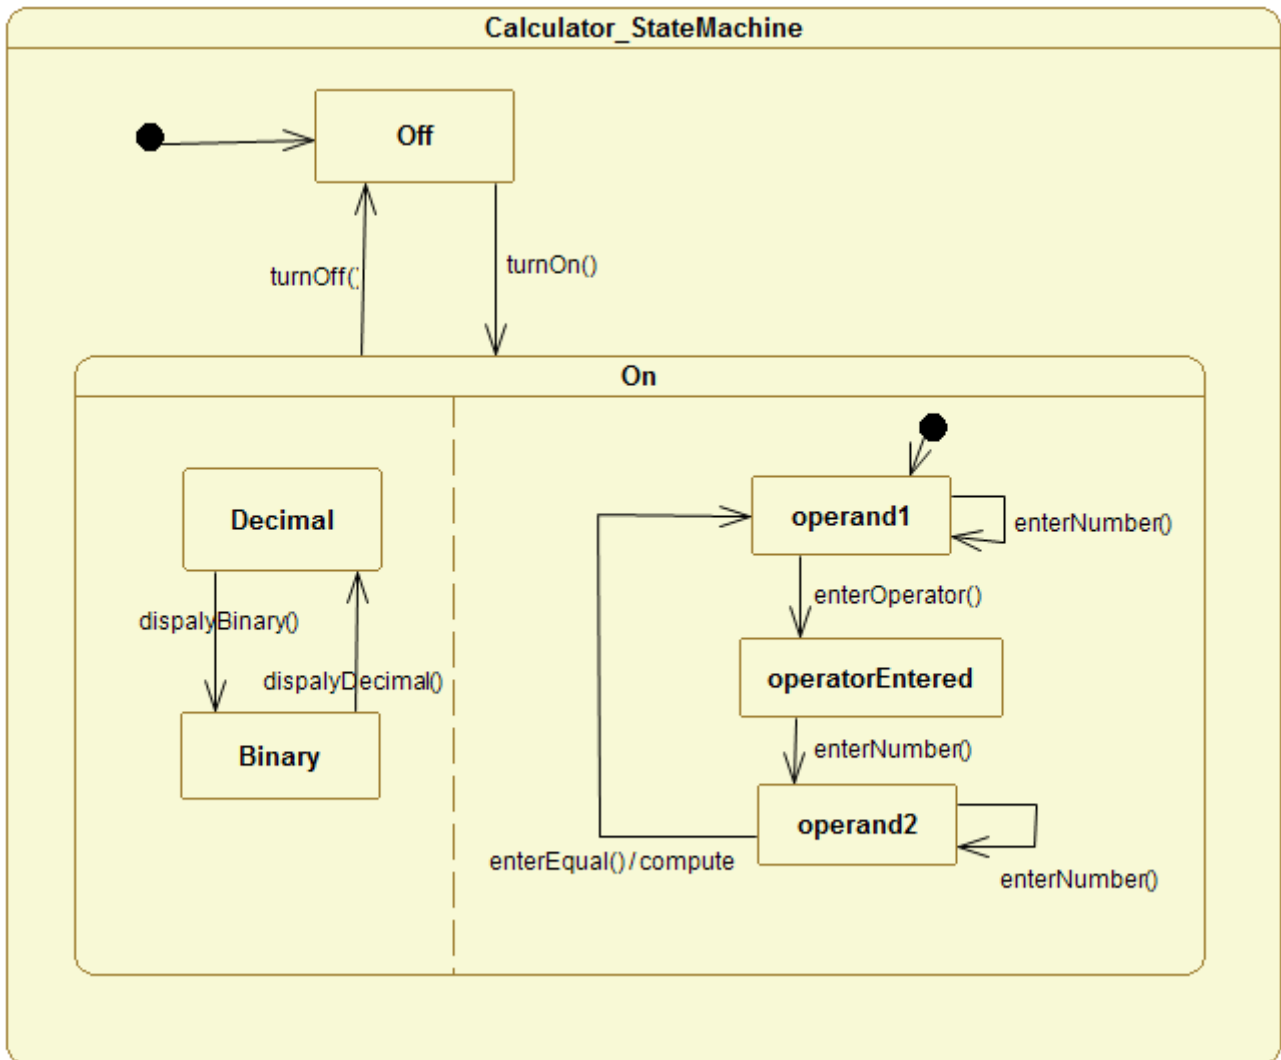 Calculator_StateMachine
Off
turnOff(
turnOn()
On
Decimal
dispalyBinary()
dispalyDecimal()
Binary
operand1
enterNumber()
enterOperator()
operatorEntered
enterNumber()
operand2
enterEqual() / compute
enterNumber()